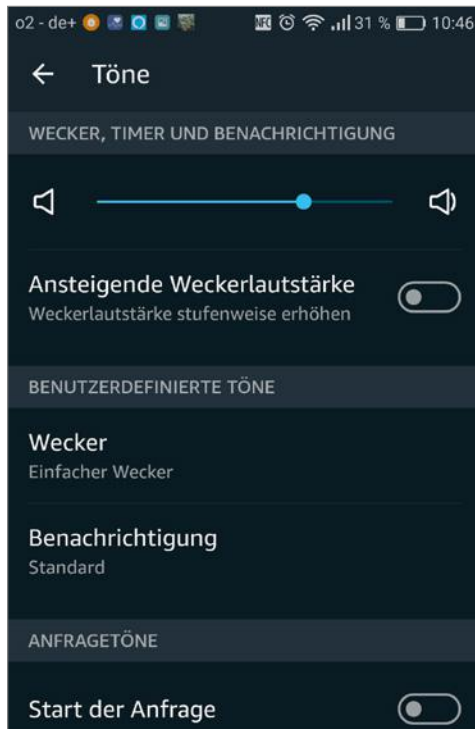 o2 - de+ NFC 31 % 10:46
Töne
WECKER, TIMER UND BENACHRICHTIGUNG
Ansteigende Weckerlautstärke
Weckerlautstärke stufenweise erhöhen
BENUTZERDEFINIERTE TÖNE
Wecker
Einfacher Wecker
Benachrichtigung
Standard
ANFRAGETÖNE
Start der Anfrage